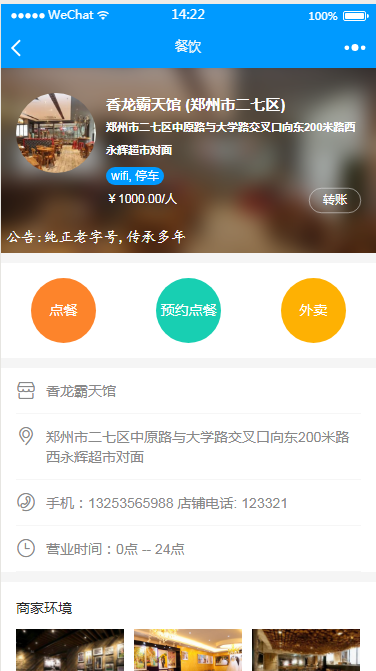 WeChat 14:22 100%
餐饮
香龙霸天馆 (郑州市二七区)
郑州市二七区中原路与大学路交叉口向东200米路西
永辉超市对面
wifi, 停车
￥1000.00/人
转账
公告:纯正老字号,传承多年
点餐 预约点餐 外卖
香龙霸天馆
郑州市二七区中原路与大学路交叉口向东200米路
西永辉超市对面
手机：13253565988 店铺电话: 123321
营业时间：0点 -- 24点
商家环境